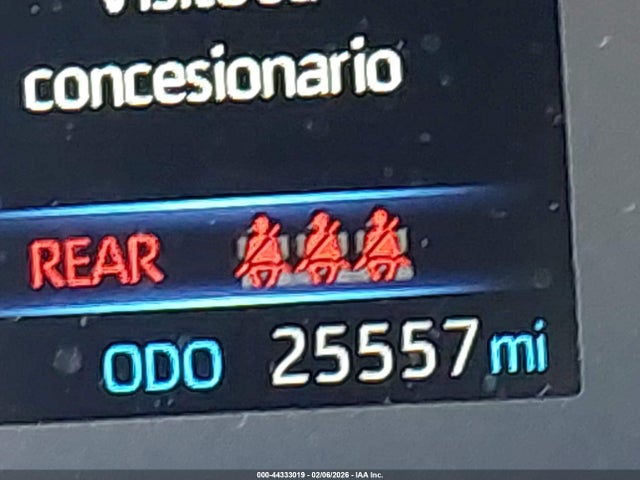 concesionario
REAR
ODO 25557 mi
000-44333019 - 02/06/2026 - IAA Inc.